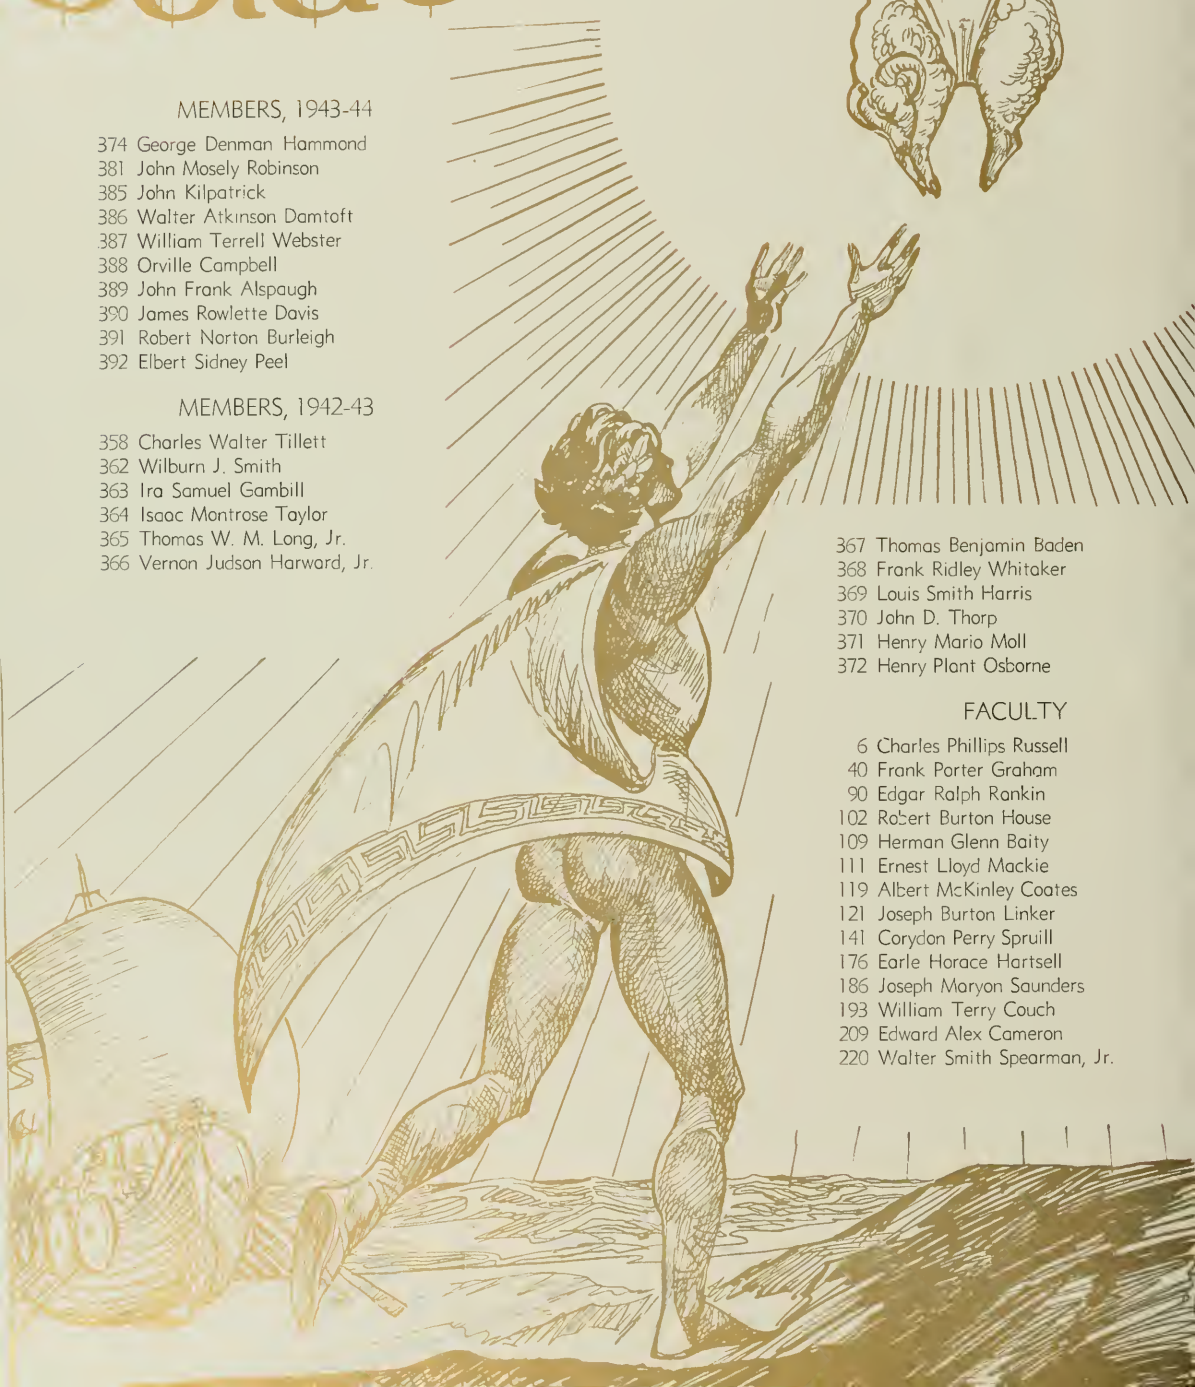 MEMBERS, 1943-44
374 George Denman Hammond
381 John Mosely Robinson
385 John Kilpatrick
386 Walter Atkinson Damtoft
387 William Terrell Webster
388 Orville Campbell
389 John Frank Alspaugh
390 James Rowlette Davis
391 Robert Norton Burleigh
392 Elbert Sidney Peel
MEMBERS, 1942-43
358 Charles Walter Tillett
362 Wilburn J. Smith
363 Ira Samuel Gambill
364 Isaac Montrose Taylor
365 Thomas W. M. Long, Jr.
366 Vernon Judson Harward, Jr.
367 Thomas Benjamin Baden
368 Frank Ridley Whitaker
369 Louis Smith Harris
370 John D. Thorp
371 Henry Mario Moll
372 Henry Plant Osborne
FACULTY
6 Charles Phillips Russell
40 Frank Porter Graham
90 Edgar Ralph Rankin
102 Robert Burton House
109 Herman Glenn Baity
111 Ernest Lloyd Mackie
119 Albert McKinley Coates
121 Joseph Burton Linker
141 Corydon Perry Spruill
176 Earle Horace Hartsell
186 Joseph Maryon Saunders
193 William Terry Couch
209 Edward Alex Cameron
220 Walter Smith Spearman, Jr.